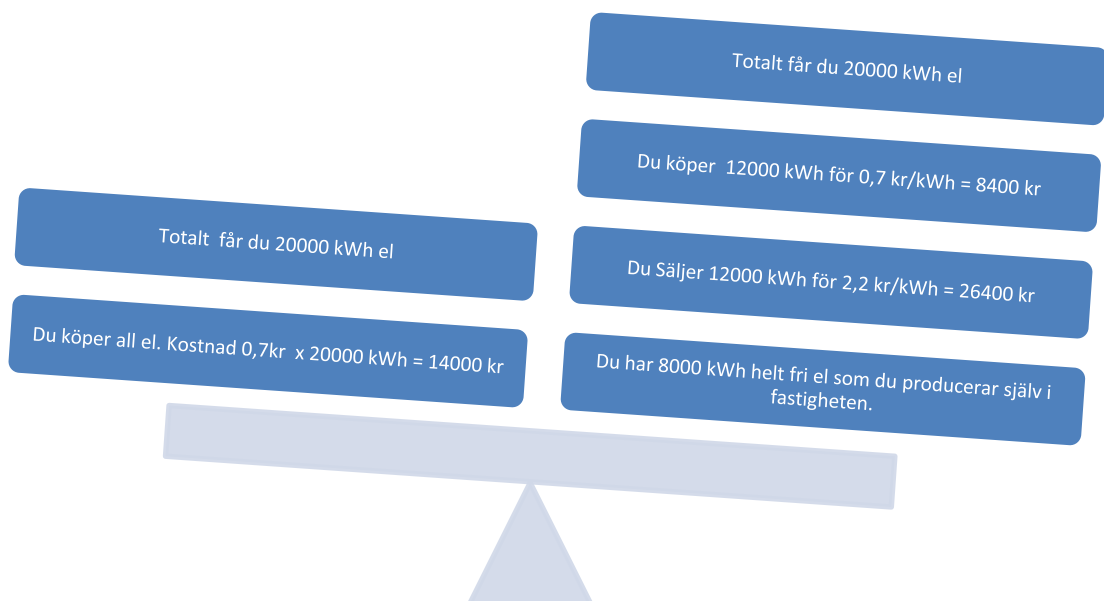 Totalt får du 20000 kWh el
Du köper all el. Kostnad 0,7kr x 20000 kWh = 14000 kr
Totalt får du 20000 kWh el
Du köper 12000 kWh för 0,7 kr/kWh = 8400 kr
Du Säljer 12000 kWh för 2,2 kr/kWh = 26400 kr
Du har 8000 kWh helt fri el som du producerar själv i
fastigheten.